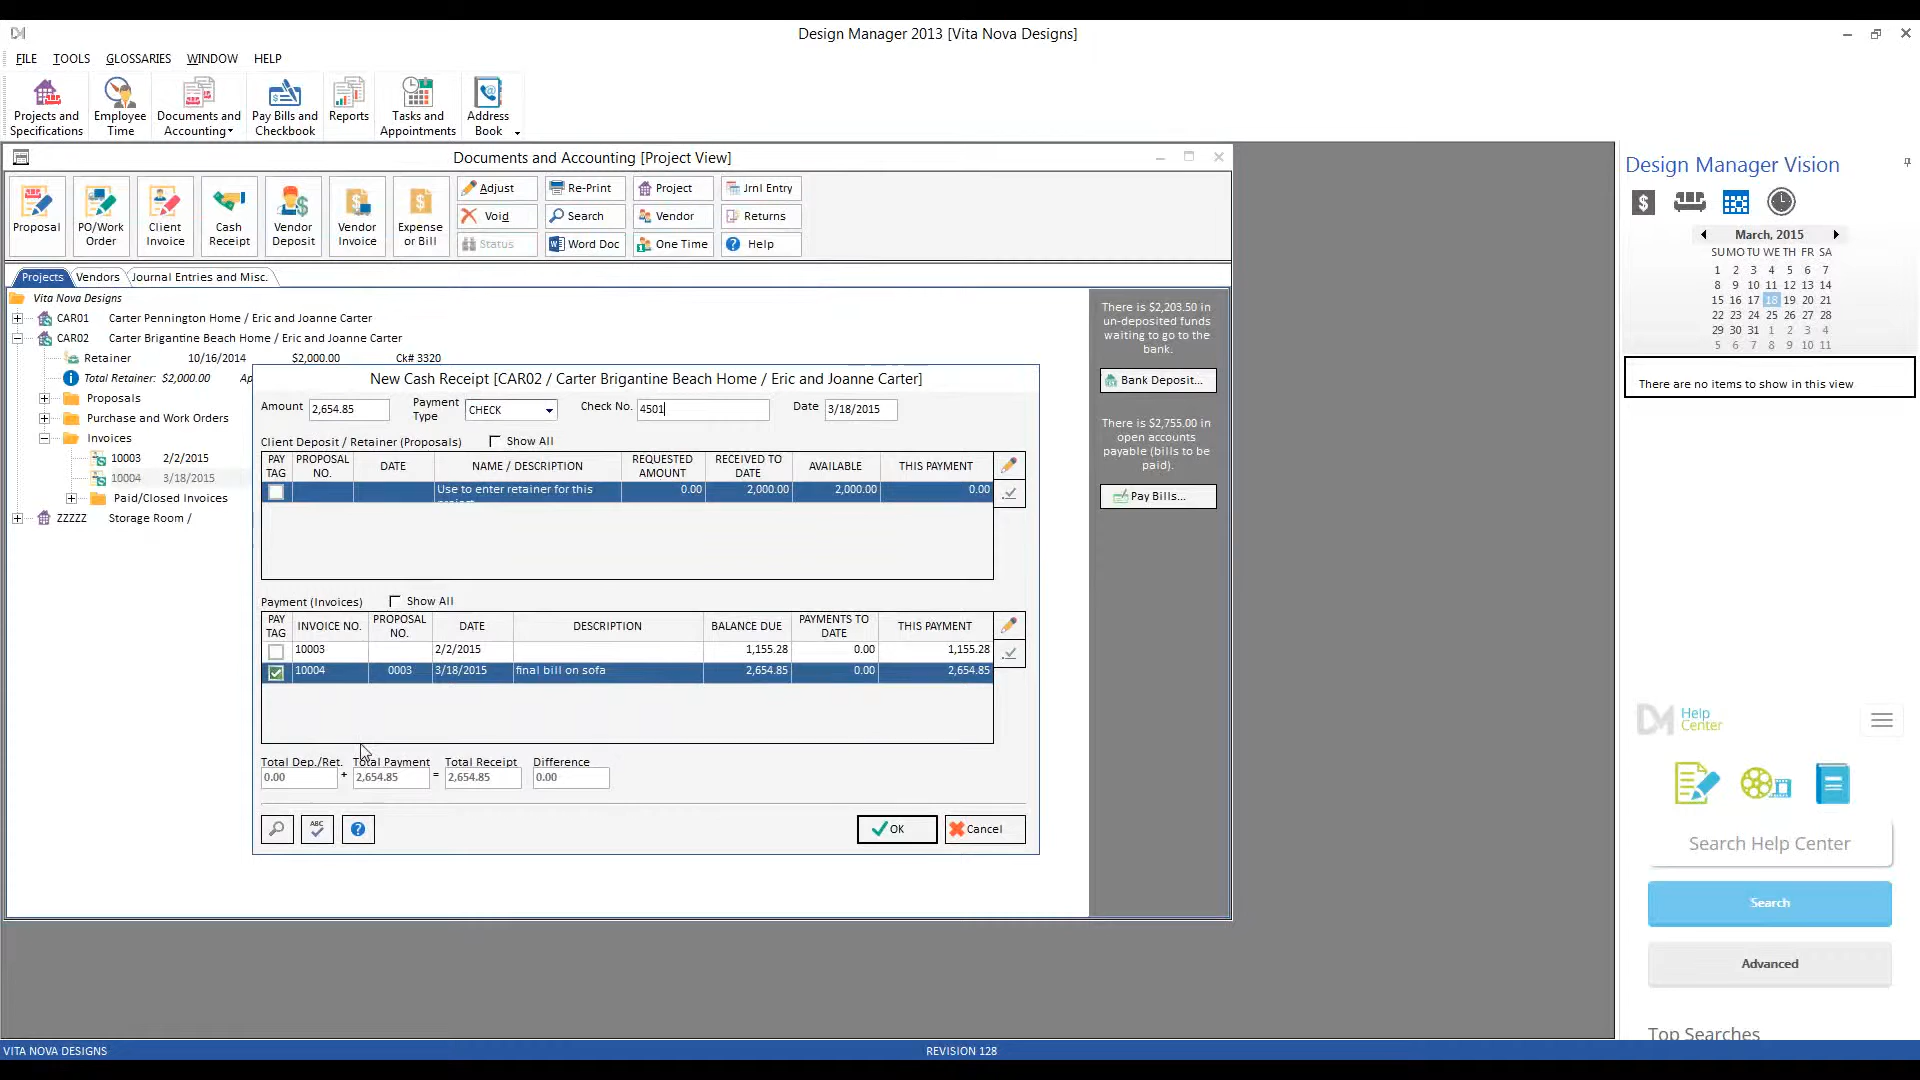 Design Manager 2013 [Vita Nova Designs]
FILE TOOLS GLOSSARIES WINDOW HELP
Projects and Specifications
Employee Time
Documents and Accounting
Pay Bills and Checkbook
Reports
Tasks and Appointments
Address Book
Documents and Accounting [Project View]
Proposal
PO/Work Order
Client Invoice
Cash Receipt
Vendor Deposit
Vendor Invoice
Expense or Bill
Adjust Re-Print Project Jrnl Entry
Void Search Vendor Returns
Status Word Doc One Time Help
Projects Vendors Journal Entries and Misc.
Vita Nova Designs
CAR01 Carter Pennington Home / Eric and Joanne Carter
CAR02 Carter Brigantine Beach Home / Eric and Joanne Carter
Retainer 10/16/2014 $2,000.00 Ck# 3320
Total Retainer: $2,000.00
Proposals
Purchase and Work Orders
Invoices
10003 2/2/2015
10004 3/18/2015
Paid/Closed Invoices
ZZZZZ Storage Room /
New Cash Receipt [CAR02 / Carter Brigantine Beach Home / Eric and Joanne Carter]
Amount 2,654.85 Payment Type CHECK Check No. 4501 Date 3/18/2015
Client Deposit / Retainer (Proposals) Show All
PAY TAG PROPOSAL NO. DATE NAME / DESCRIPTION REQUESTED AMOUNT RECEIVED TO DATE AVAILABLE THIS PAYMENT
Use to enter retainer for this 0.00 2,000.00 2,000.00 0.00
Payment (Invoices) Show All
PAY TAG INVOICE NO. PROPOSAL NO. DATE DESCRIPTION BALANCE DUE PAYMENTS TO DATE THIS PAYMENT
10003 2/2/2015 1,155.28 0.00 1,155.28
10004 0003 3/18/2015 final bill on sofa 2,654.85 0.00 2,654.85
Total Dep./Ret. Total Payment Total Receipt Difference
0.00 + 2,654.85 = 2,654.85 0.00
ABC
OK Cancel
There is $2,203.50 in
un-deposited funds
waiting to go to the
bank.
Bank Deposit...
There is $2,755.00 in
open accounts
payable (bills to be
paid).
Pay Bills...
Design Manager Vision
March, 2015
SU MO TU WE TH FR SA
1 2 3 4 5 6 7
8 9 10 11 12 13 14
15 16 17 18 19 20 21
22 23 24 25 26 27 28
29 30 31 1 2 3 4
5 6 7 8 9 10 11
There are no items to show in this view
DM Help Center
Search Help Center
Search
Advanced
Top Searches
VITA NOVA DESIGNS REVISION 128